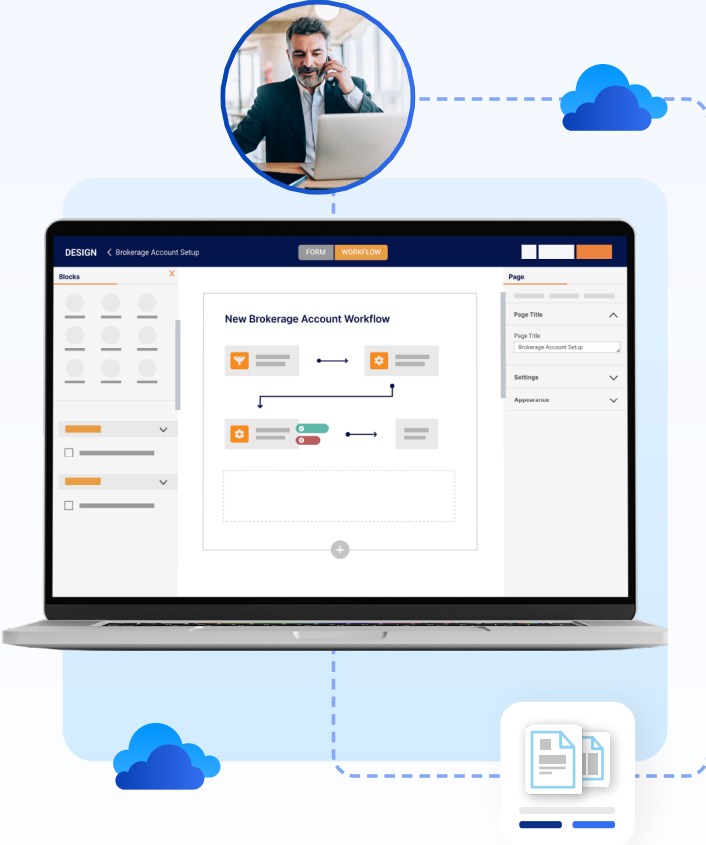 DESIGN < Brokerage Account Setup
FORM WORKFLOW
Blocks X
Page
New Brokerage Account Workflow
Page Title
Page Title
Brokerage Account Setup
Settings
Appearance